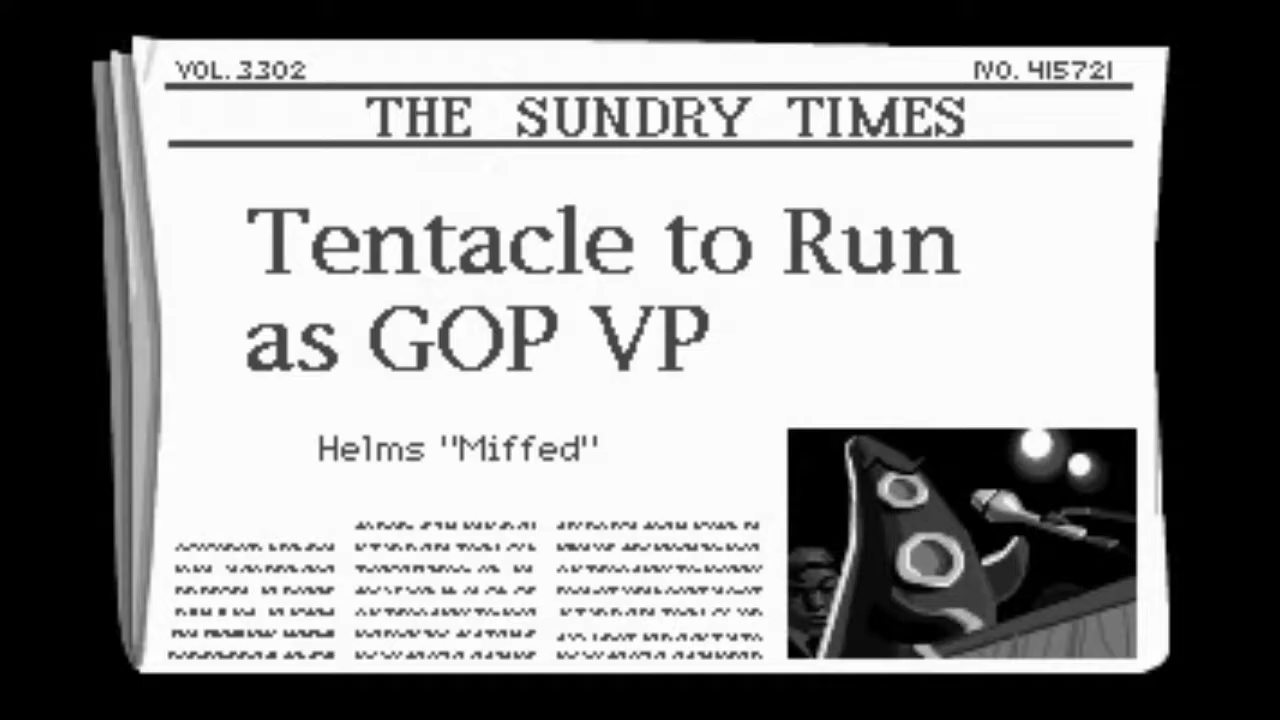 VOL. 3302 NO. 415721
THE SUNDRY TIMES
Tentacle to Run
as GOP VP
Helms "Miffed"